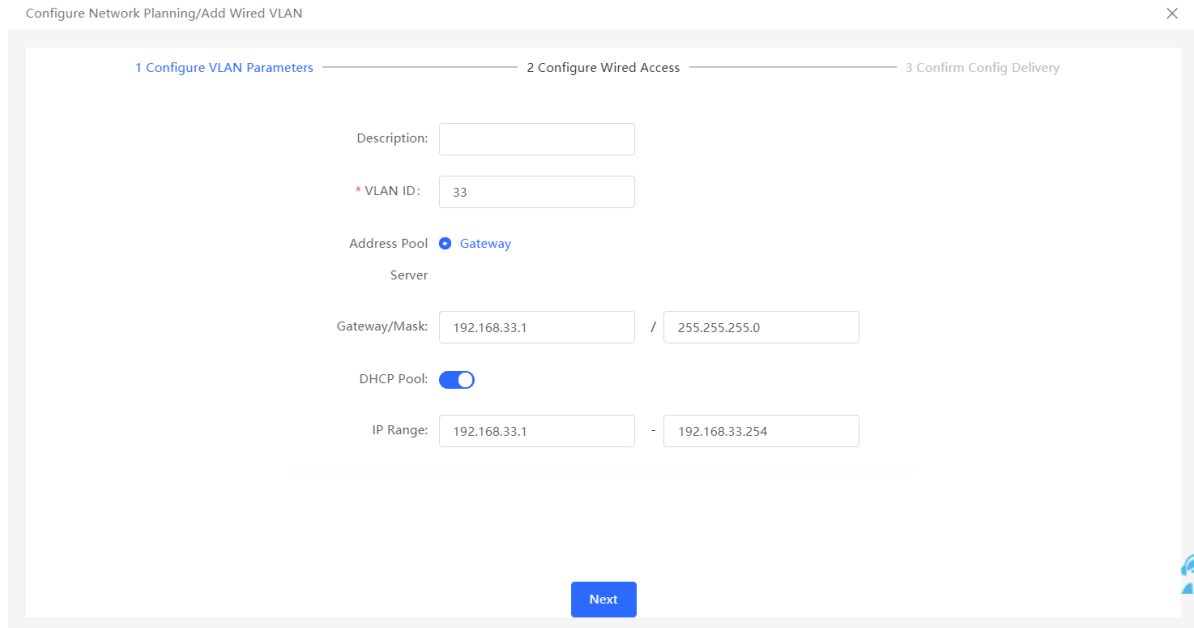 Configure Network Planning/Add Wired VLAN
1 Configure VLAN Parameters 2 Configure Wired Access 3 Confirm Config Delivery
Description:
* VLAN ID: 33
Address Pool Gateway
Server
Gateway/Mask: 192.168.33.1 / 255.255.255.0
DHCP Pool:
IP Range: 192.168.33.1 - 192.168.33.254
Next